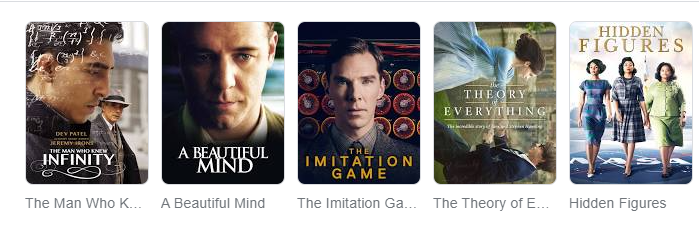 DEV PATEL
JEREMY IRONS
THE MAN WHO KNEW
INFINITY
A BEAUTIFUL
MIND
THE
IMITATION
GAME
the
THEORY of
EVERYTHING
HIDDEN
FIGURES
The Man Who K...
A Beautiful Mind
The Imitation Ga...
The Theory of E...
Hidden Figures